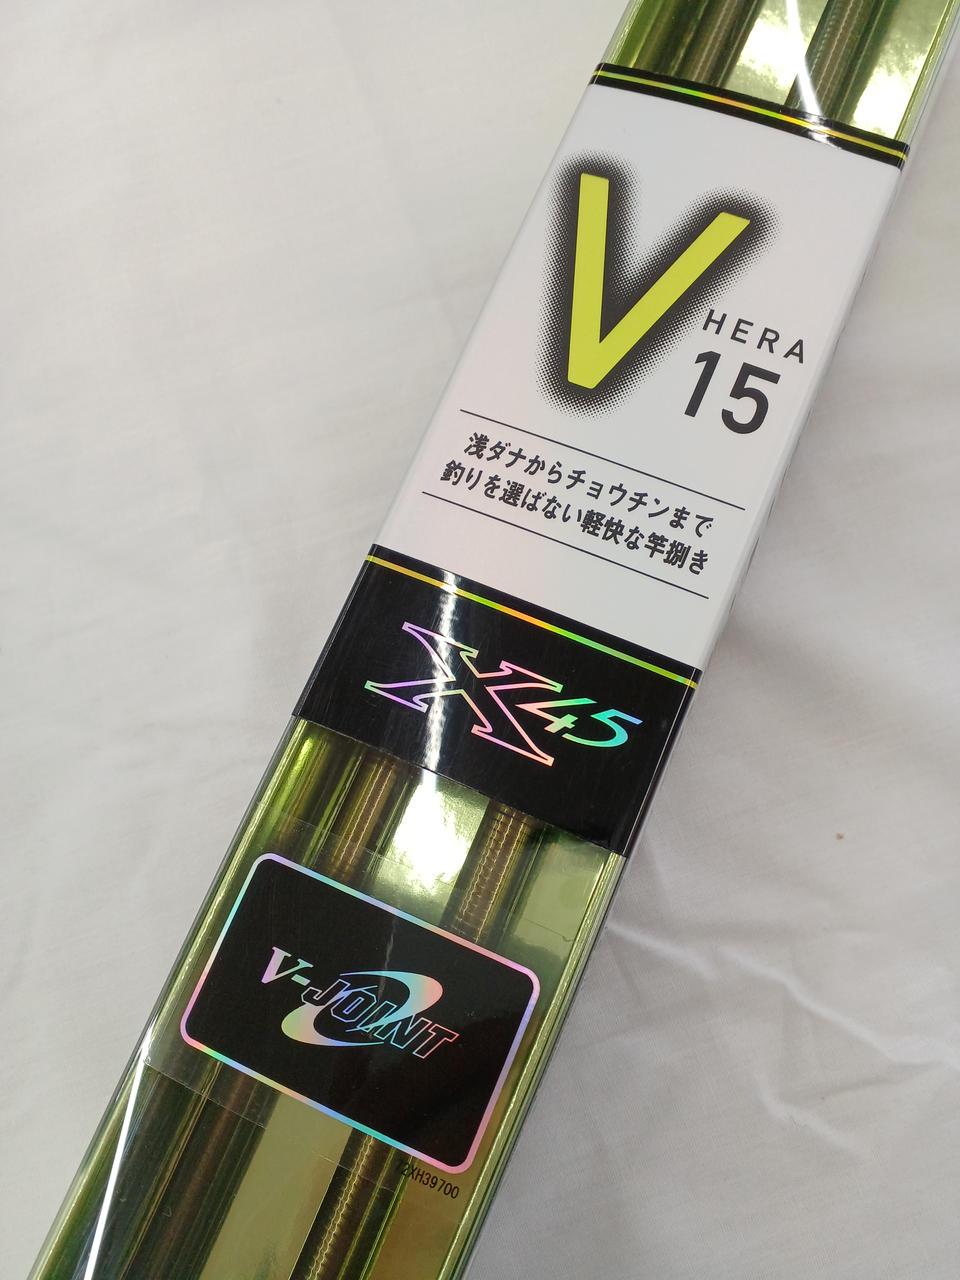 V
HERA
15
浅ダナからチョウチンまで
釣りを選ばない軽快な竿捌き
X45
V-JOINT
72XH39700